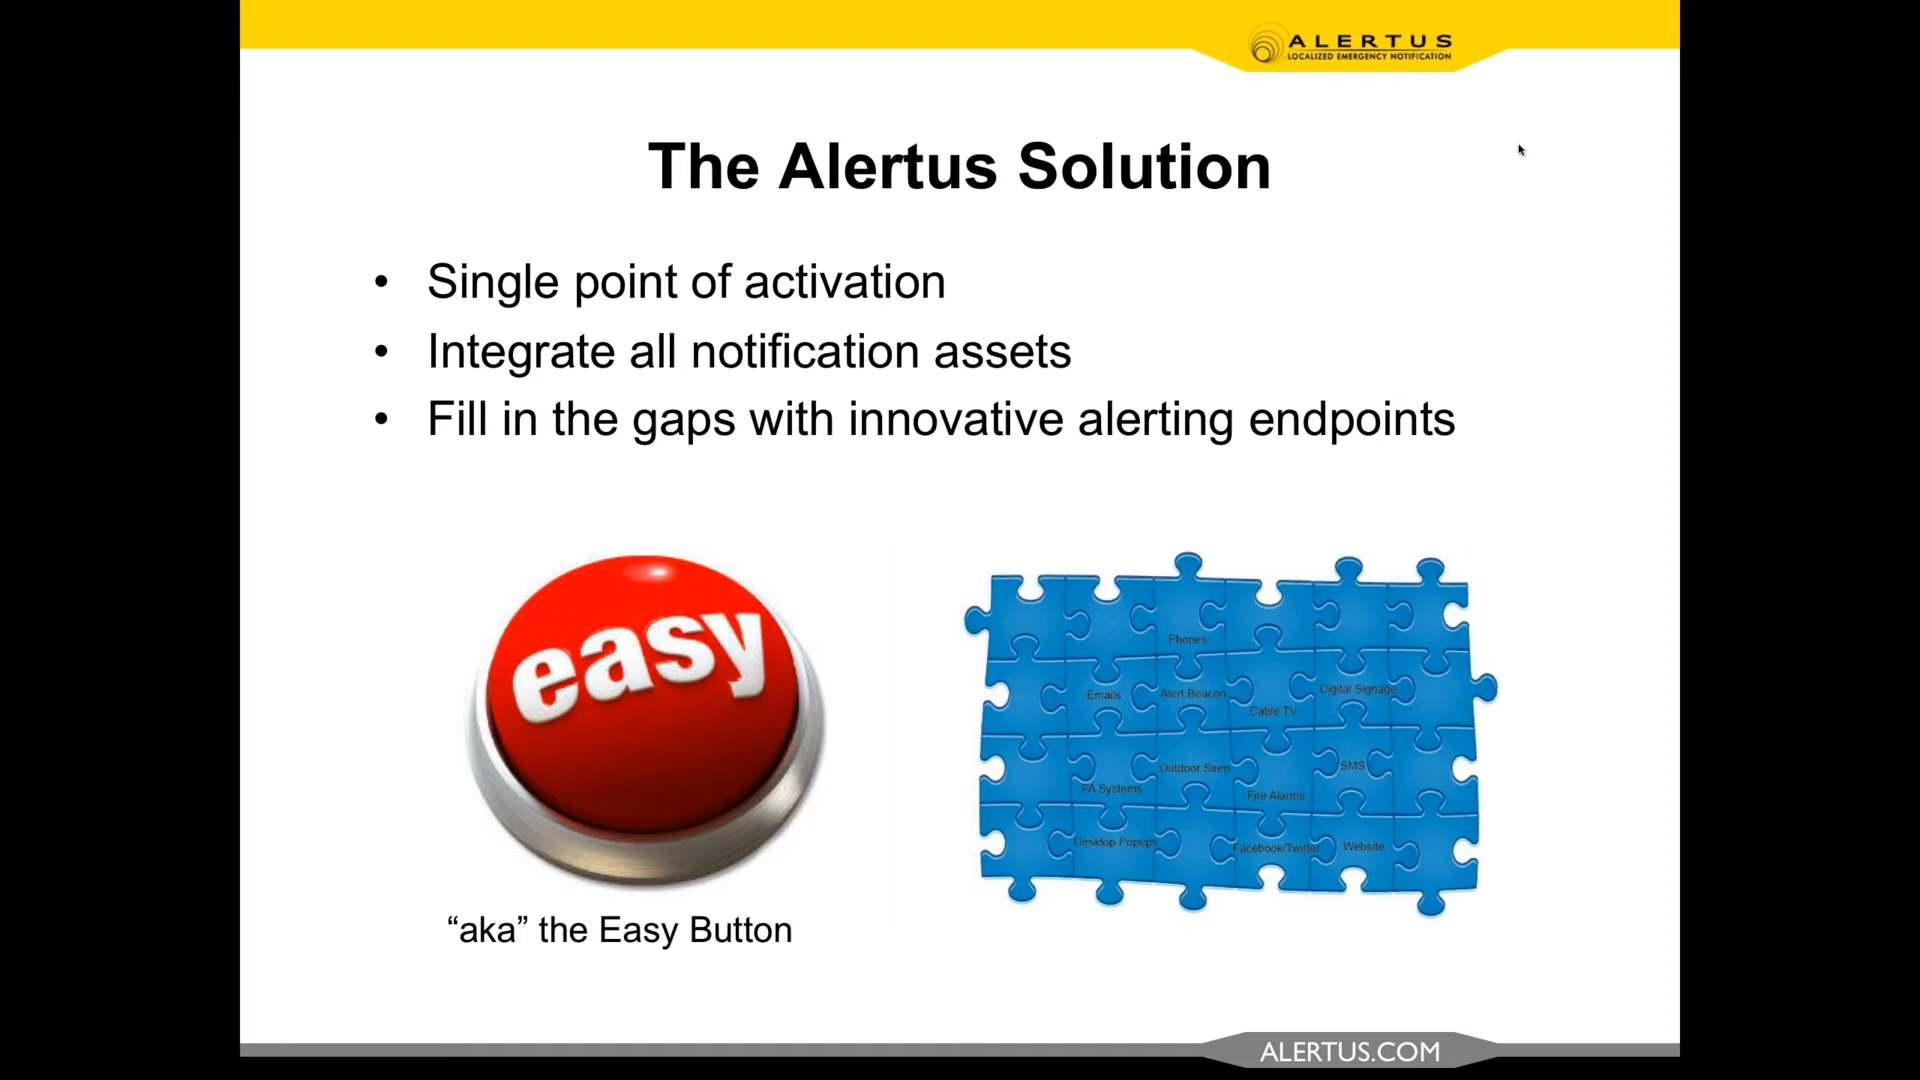 ALERTUS
LOCALIZED EMERGENCY NOTIFICATION
The Alertus Solution
• Single point of activation
• Integrate all notification assets
• Fill in the gaps with innovative alerting endpoints
easy
“aka” the Easy Button
Phones
Emails
Alert Beacon
Digital Signage
Cable TV
Outdoor Siren
SMS
PA Systems
Fire Alarms
Desktop Popups
Facebook/Twitter
Website
ALERTUS.COM